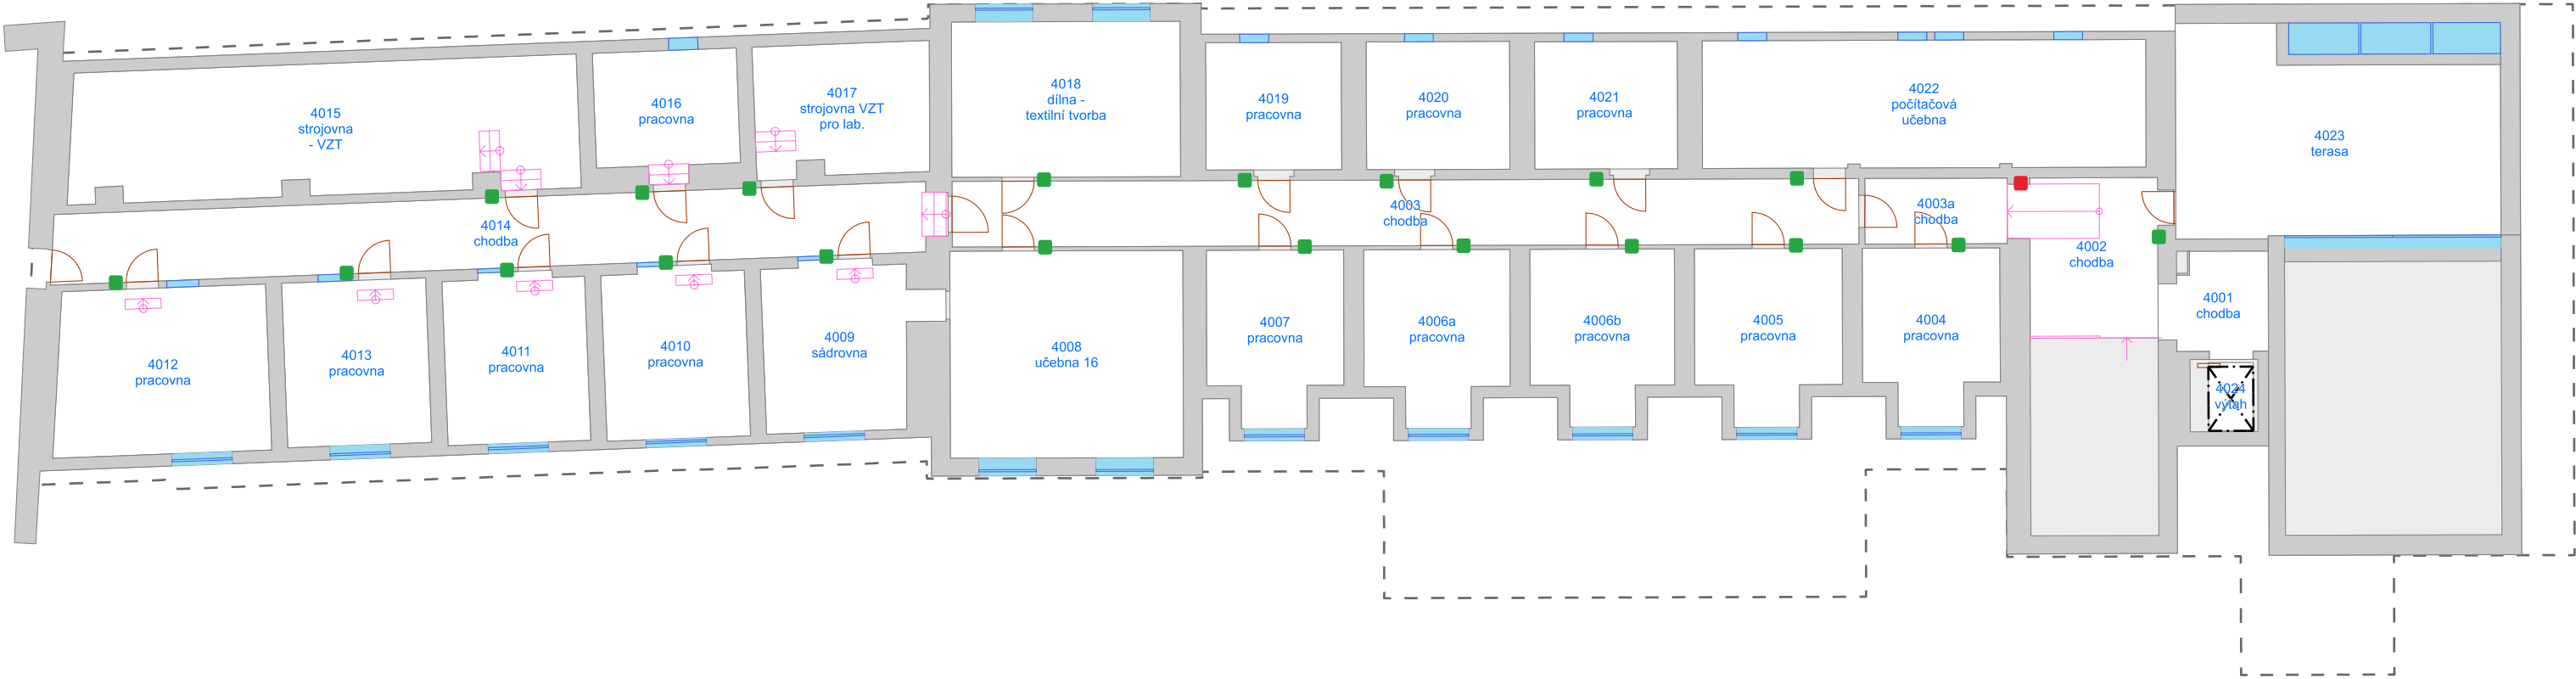 4015
strojovna
- VZT
4016
pracovna
4017
strojovna VZT
pro lab.
4018
dílna -
textilní tvorba
4019
pracovna
4020
pracovna
4021
pracovna
4022
počítačová
učebna
4023
terasa
4014
chodba
4003
chodba
4003a
chodba
4002
chodba
4001
chodba
4012
pracovna
4013
pracovna
4011
pracovna
4010
pracovna
4009
sádrovna
4008
učebna 16
4007
pracovna
4006a
pracovna
4006b
pracovna
4005
pracovna
4004
pracovna
4024
výtah